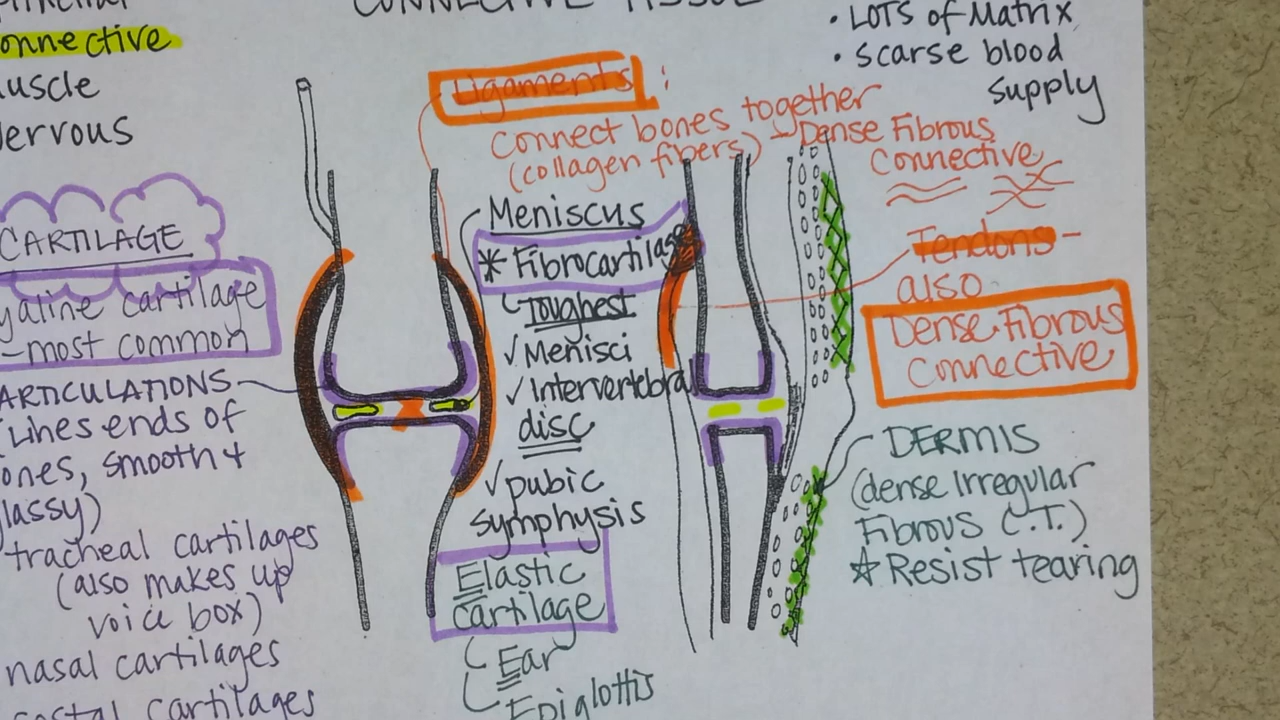 CONNECTIVE TISSUE
onnective
uscle
ervous
• LOTS of Matrix
• scarse blood
supply
Ligaments:
connect bones together
(collagen fibers) - Dense Fibrous
Connective
CARTILAGE
yaline cartilage
- most common
ARTICULATIONS
(Lines ends of
ones, smooth +
lassy)
tracheal cartilages
(also makes up
voice box)
nasal cartilages
costal cartilages
Meniscus
* Fibrocartilage
Toughest
✓ Menisci
✓ Intervertebral
disc
✓ pubic
symphysis
Elastic
cartilage
Ear
Epiglottis
Tendons -
also
Dense Fibrous
Connective
DERMIS
(dense Irregular
Fibrous C.T.)
☆ Resist tearing